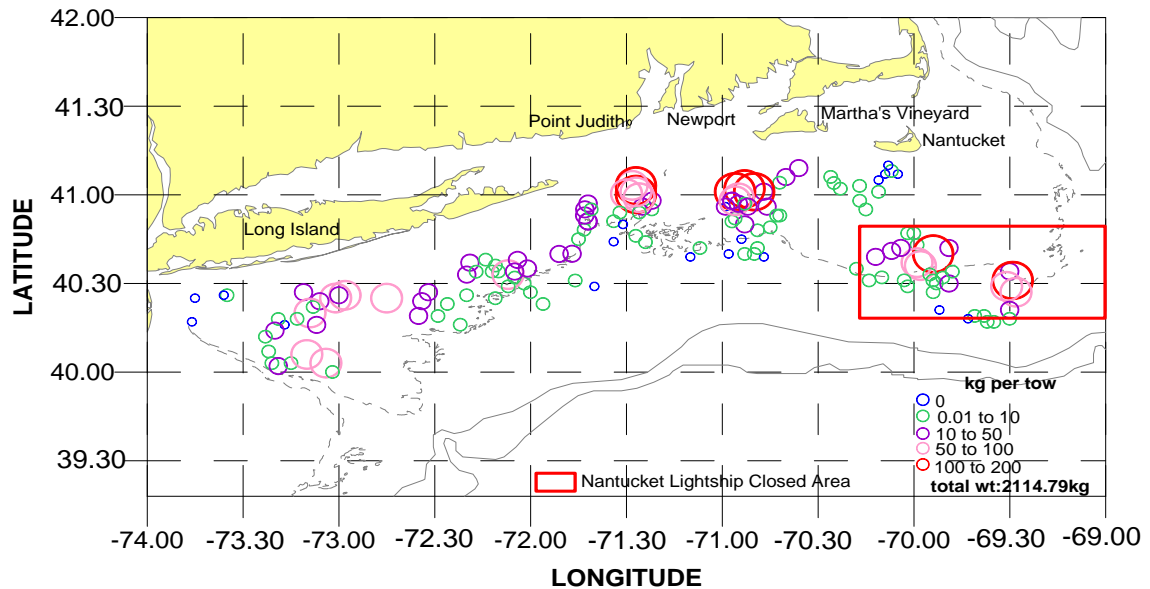 42.00
41.30
41.00
40.30
40.00
39.30
LATITUDE
Point Judith
Newport
Martha's Vineyard
Nantucket
Long Island
kg per tow
0
0.01 to 10
10 to 50
50 to 100
100 to 200
total wt:2114.79kg
Nantucket Lightship Closed Area
-74.00 -73.30 -73.00 -72.30 -72.00 -71.30 -71.00 -70.30 -70.00 -69.30 -69.00
LONGITUDE